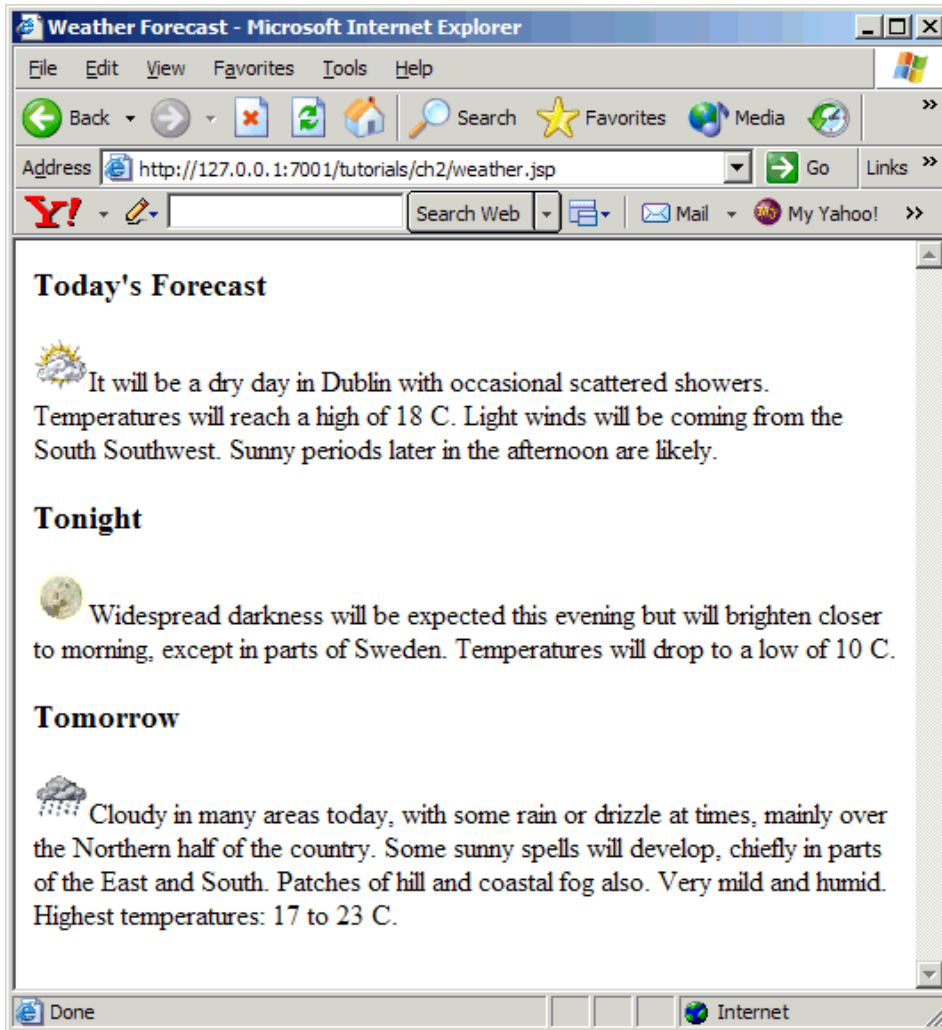 Weather Forecast - Microsoft Internet Explorer
File Edit View Favorites Tools Help
Back Search Favorites Media »
Address http://127.0.0.1:7001/tutorials/ch2/weather.jsp Go Links »
Y! Search Web Mail My Yahoo! »
Today's Forecast
It will be a dry day in Dublin with occasional scattered showers.
Temperatures will reach a high of 18 C. Light winds will be coming from the
South Southwest. Sunny periods later in the afternoon are likely.
Tonight
Widespread darkness will be expected this evening but will brighten closer
to morning, except in parts of Sweden. Temperatures will drop to a low of 10 C.
Tomorrow
Cloudy in many areas today, with some rain or drizzle at times, mainly over
the Northern half of the country. Some sunny spells will develop, chiefly in parts
of the East and South. Patches of hill and coastal fog also. Very mild and humid.
Highest temperatures: 17 to 23 C.
Done Internet